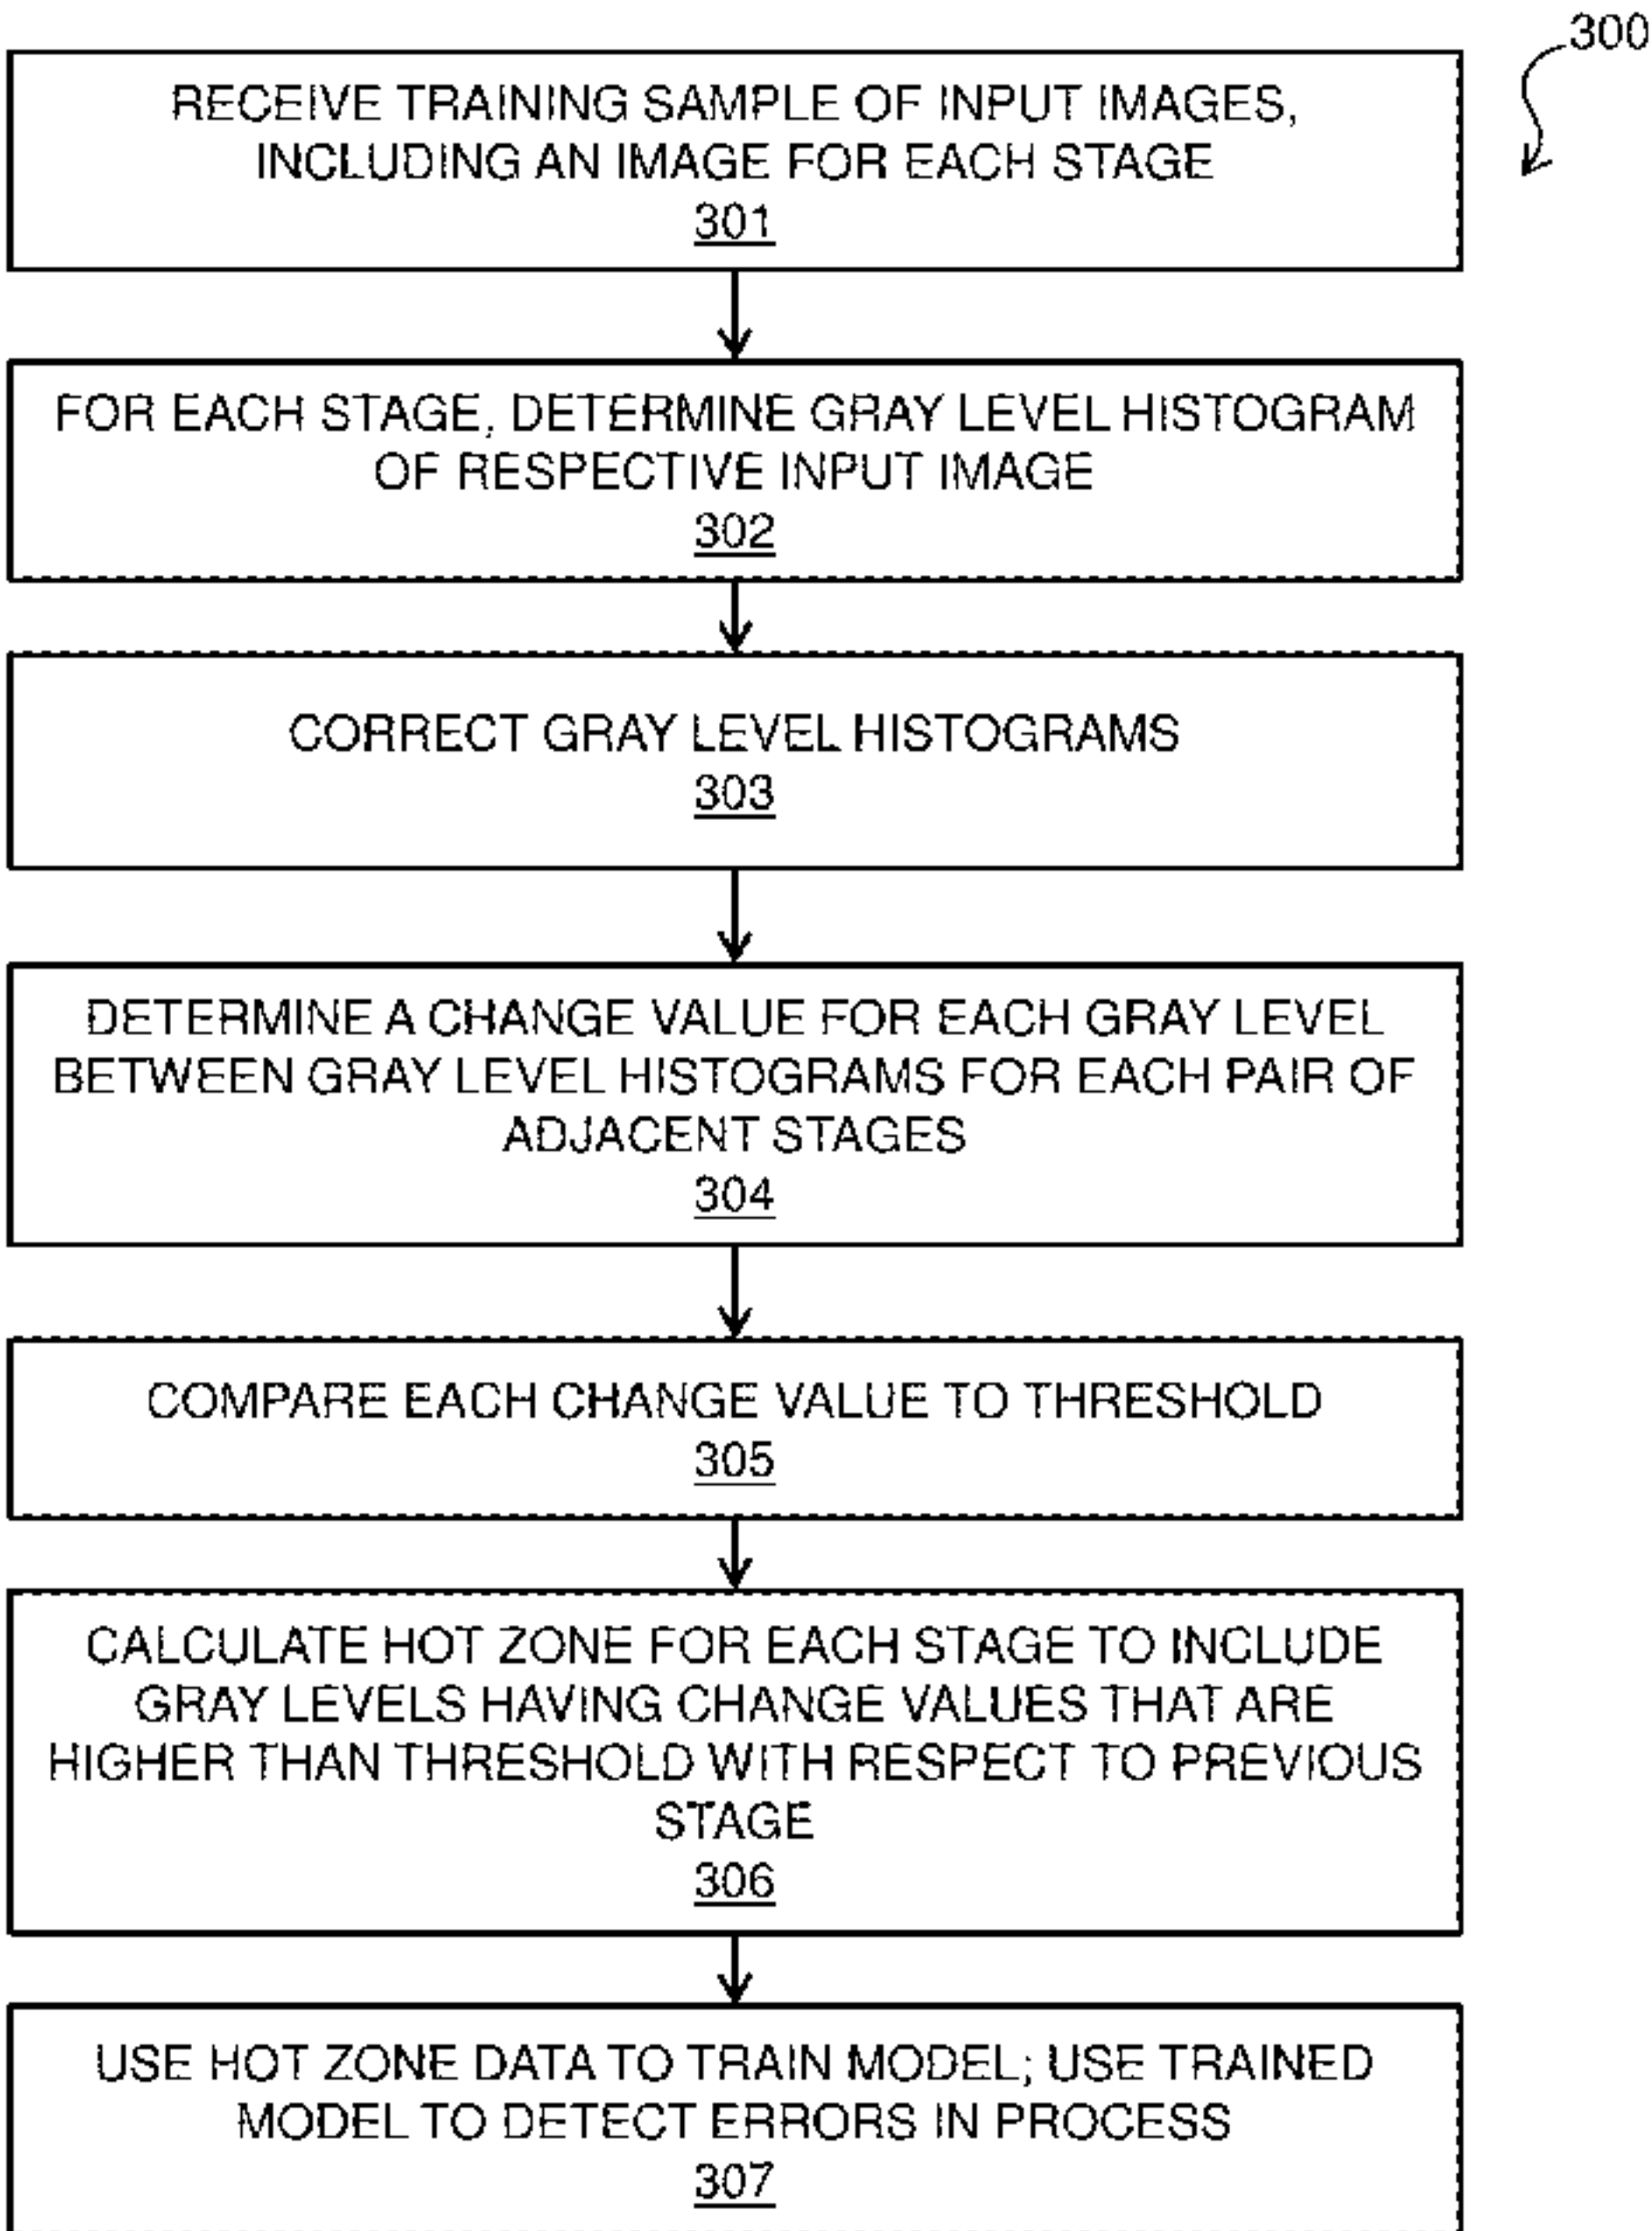 300
RECEIVE TRAINING SAMPLE OF INPUT IMAGES,
INCLUDING AN IMAGE FOR EACH STAGE
301
FOR EACH STAGE, DETERMINE GRAY LEVEL HISTOGRAM
OF RESPECTIVE INPUT IMAGE
302
CORRECT GRAY LEVEL HISTOGRAMS
303
DETERMINE A CHANGE VALUE FOR EACH GRAY LEVEL
BETWEEN GRAY LEVEL HISTOGRAMS FOR EACH PAIR OF
ADJACENT STAGES
304
COMPARE EACH CHANGE VALUE TO THRESHOLD
305
CALCULATE HOT ZONE FOR EACH STAGE TO INCLUDE
GRAY LEVELS HAVING CHANGE VALUES THAT ARE
HIGHER THAN THRESHOLD WITH RESPECT TO PREVIOUS
STAGE
306
USE HOT ZONE DATA TO TRAIN MODEL; USE TRAINED
MODEL TO DETECT ERRORS IN PROCESS
307